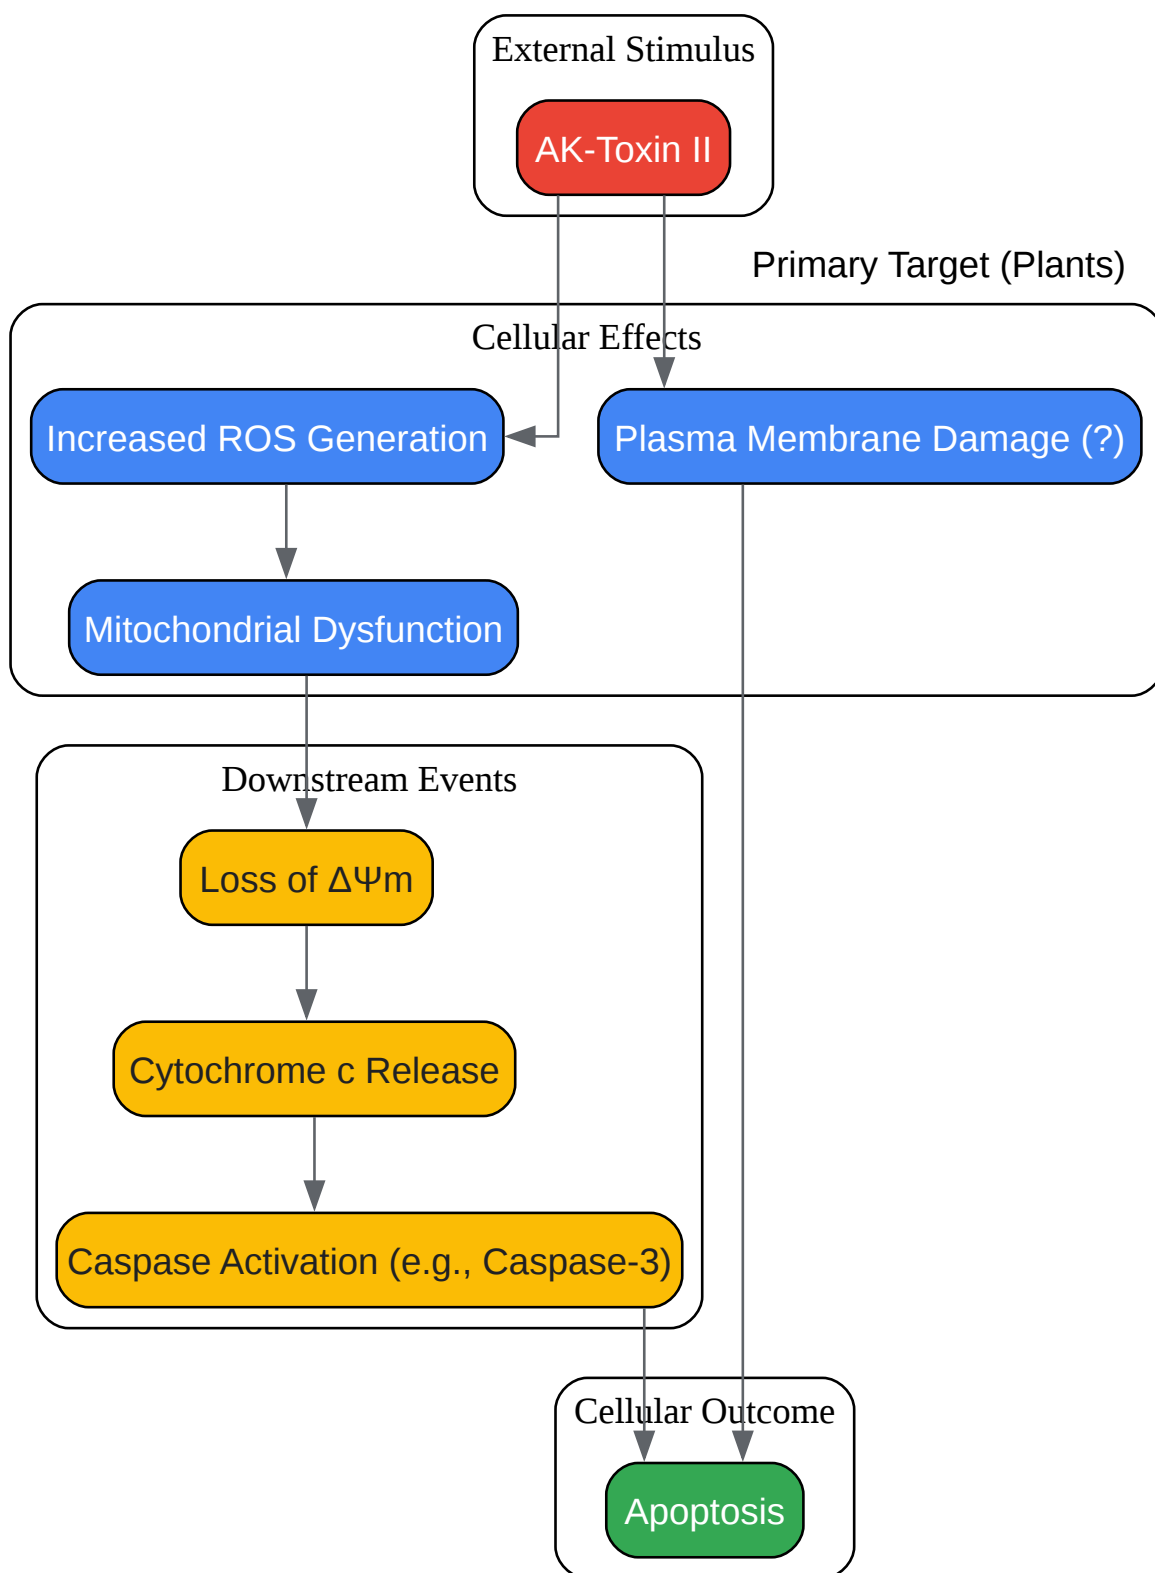 External Stimulus
AK-Toxin II
Primary Target (Plants)
Cellular Effects
Increased ROS Generation
Plasma Membrane Damage (?)
Mitochondrial Dysfunction
Downstream Events
Loss of ΔΨm
Cytochrome c Release
Caspase Activation (e.g., Caspase-3)
Cellular Outcome
Apoptosis